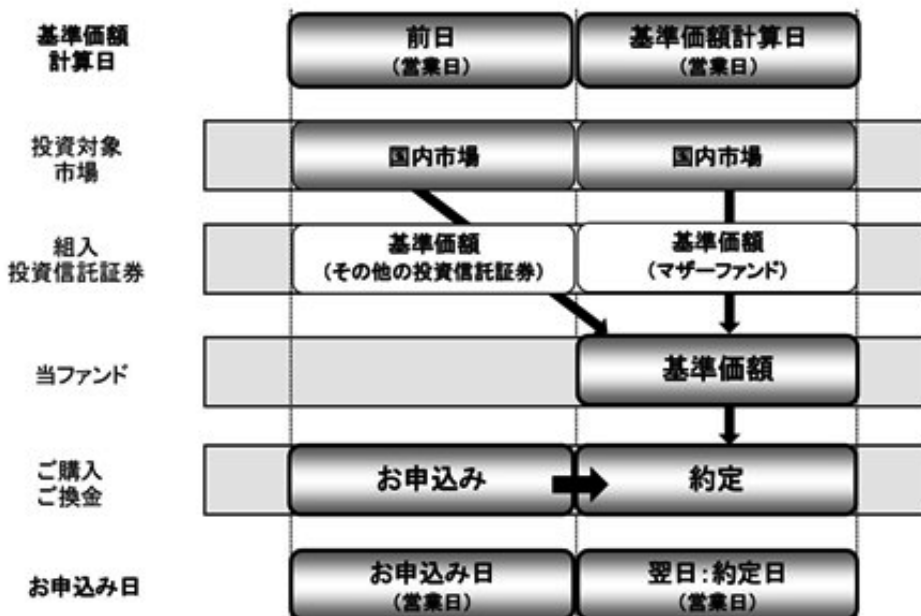 基準価額
計算日
前日
(営業日)
基準価額計算日
(営業日)
投資対象
市場
国内市場
国内市場
組入
投資信託証券
基準価額
(その他の投資信託証券)
基準価額
(マザーファンド)
当ファンド
基準価額
ご購入
ご換金
お申込み
約定
お申込み日
お申込み日
(営業日)
翌日:約定日
(営業日)